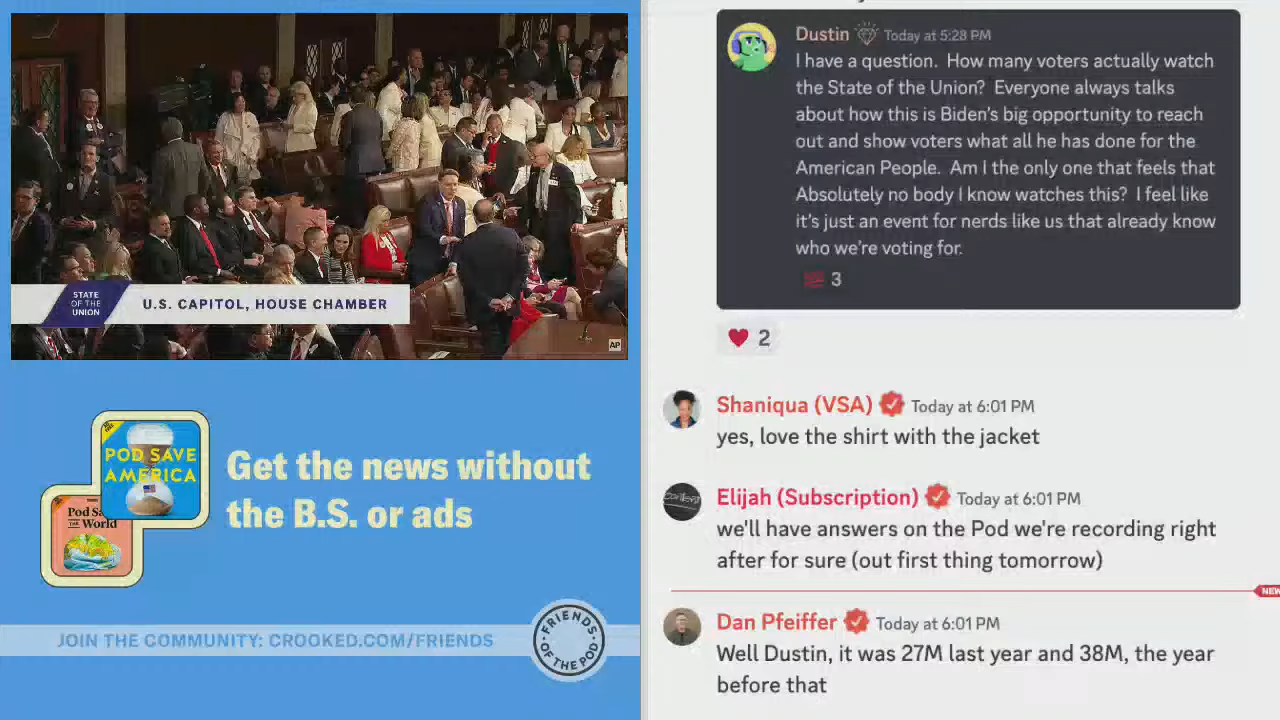 STATE
OF THE
UNION
U.S. CAPITOL, HOUSE CHAMBER
AP
POD SAVE
AMERICA
Pod Sa
THE World
Get the news without
the B.S. or ads
JOIN THE COMMUNITY: CROOKED.COM/FRIENDS
FRIENDS OF THE POD
Dustin Today at 5:28 PM
I have a question. How many voters actually watch
the State of the Union? Everyone always talks
about how this is Biden's big opportunity to reach
out and show voters what all he has done for the
American People. Am I the only one that feels that
Absolutely no body I know watches this? I feel like
it's just an event for nerds like us that already know
who we're voting for.
3
2
Shaniqua (VSA) Today at 6:01 PM
yes, love the shirt with the jacket
Elijah (Subscription) Today at 6:01 PM
we'll have answers on the Pod we're recording right
after for sure (out first thing tomorrow)
NEW
Dan Pfeiffer Today at 6:01 PM
Well Dustin, it was 27M last year and 38M, the year
before that